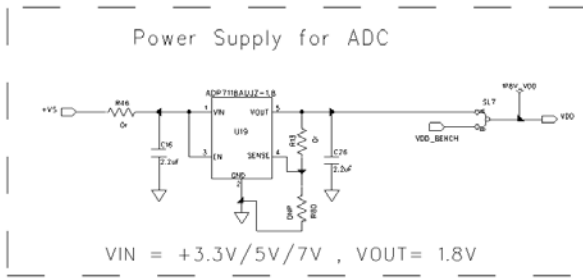 Power Supply for ADC
ADP7118AUJZ-1.8
+VS
R46
0r
1
VIN
VOUT
5
U19
3
EN
SENSE
4
GND
2
C16
2.2uF
R13
0r
C26
2.2uF
DNP
R80
SL7
A
B
VDD_BENCH
1P8V_VDD
VDD
VIN = +3.3V/5V/7V , VOUT= 1.8V